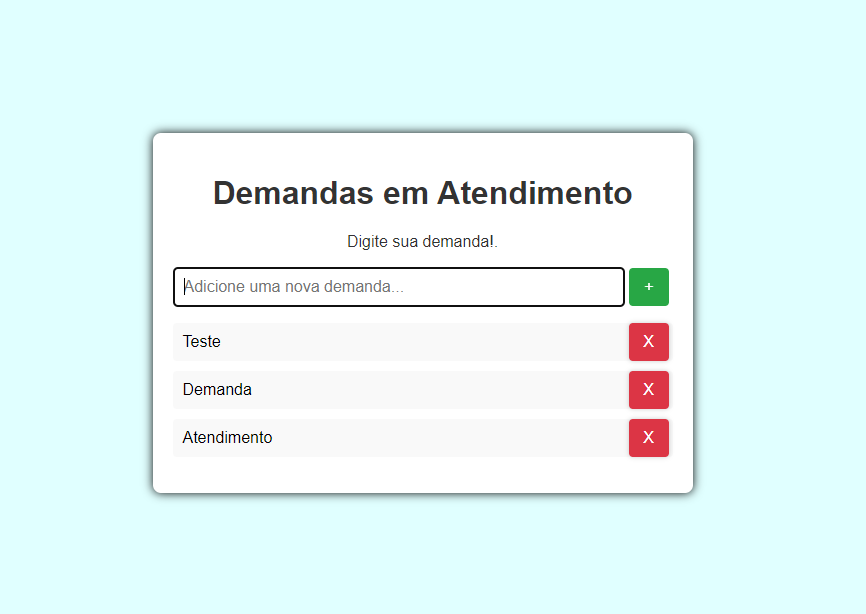 Demandas em Atendimento
Digite sua demanda!.
Adicione uma nova demanda...
+
Teste
X
Demanda
X
Atendimento
X